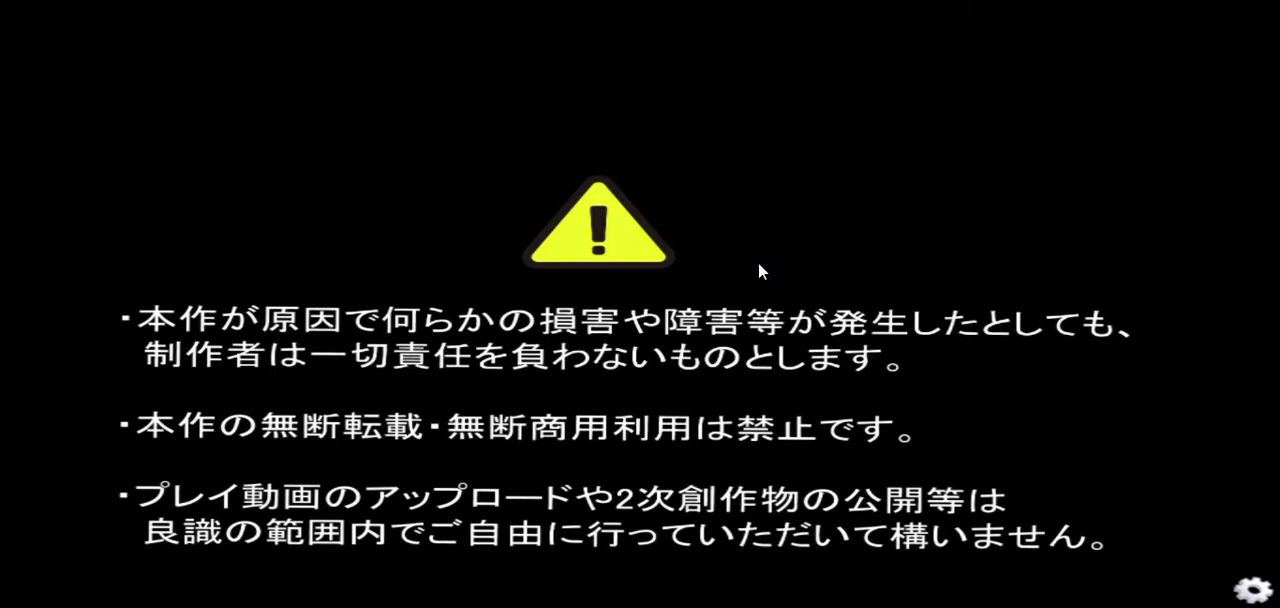 ・本作が原因で何らかの損害や障害等が発生したとしても、
制作者は一切責任を負わないものとします。
・本作の無断転載・無断商用利用は禁止です。
・プレイ動画のアップロードや2次創作物の公開等は
良識の範囲内でご自由に行っていただいて構いません。